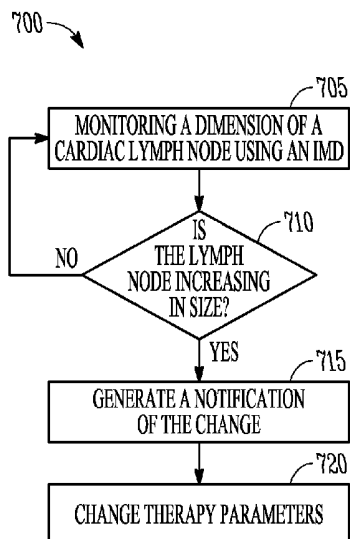 700
705
MONITORING A DIMENSION OF A
CARDIAC LYMPH NODE USING AN IMD
710
IS
THE LYMPH
NODE INCREASING
IN SIZE?
NO
YES
715
GENERATE A NOTIFICATION
OF THE CHANGE
720
CHANGE THERAPY PARAMETERS